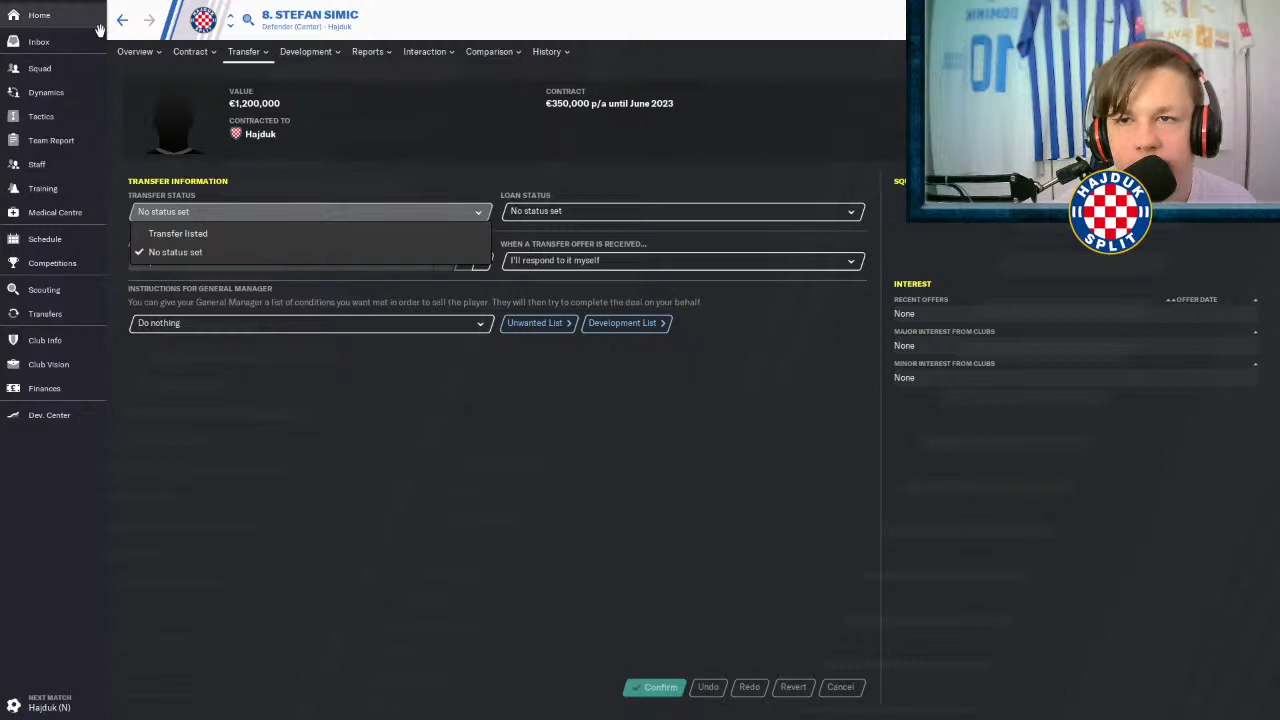 Home
Inbox
Squad
Dynamics
Tactics
Team Report
Staff
Training
Medical Centre
Schedule
Competitions
Scouting
Transfers
Club Info
Club Vision
Finances
Dev. Center
NEXT MATCH
Hajduk (N)
8. STEFAN SIMIC
Defender (Center) - Hajduk
Overview Contract Transfer Development Reports Interaction Comparison History
VALUE
€1,200,000
CONTRACTED TO
Hajduk
CONTRACT
€350,000 p/a until June 2023
TRANSFER INFORMATION
TRANSFER STATUS
No status set
Transfer listed
No status set
LOAN STATUS
No status set
WHEN A TRANSFER OFFER IS RECEIVED...
I'll respond to it myself
INSTRUCTIONS FOR GENERAL MANAGER
You can give your General Manager a list of conditions you want met in order to sell the player. They will then try to complete the deal on your behalf.
Do nothing
Unwanted List
Development List
INTEREST
RECENT OFFERS OFFER DATE
None
MAJOR INTEREST FROM CLUBS
None
MINOR INTEREST FROM CLUBS
None
Confirm Undo Redo Revert Cancel
DOMINIK
10
HAJDUK
SPLIT